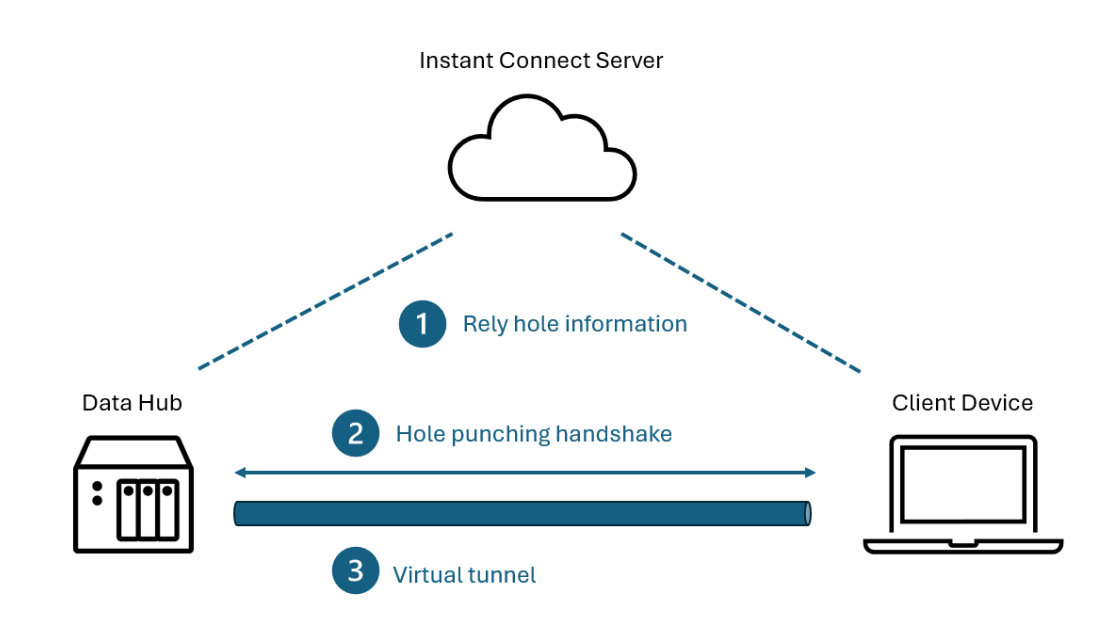 Instant Connect Server
1 Rely hole information
Data Hub
Client Device
2 Hole punching handshake
3 Virtual tunnel